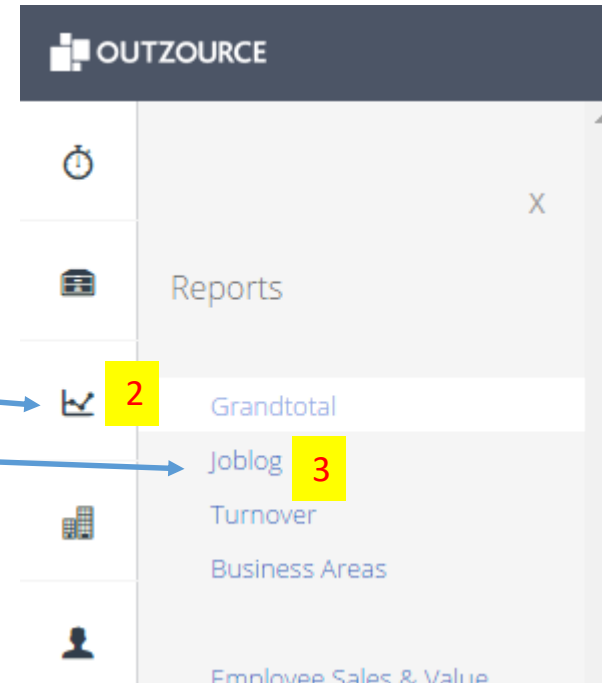 OUTZOURCE
X
Reports
2
Grandtotal
Joblog
3
Turnover
Business Areas
Employee Sales & Value